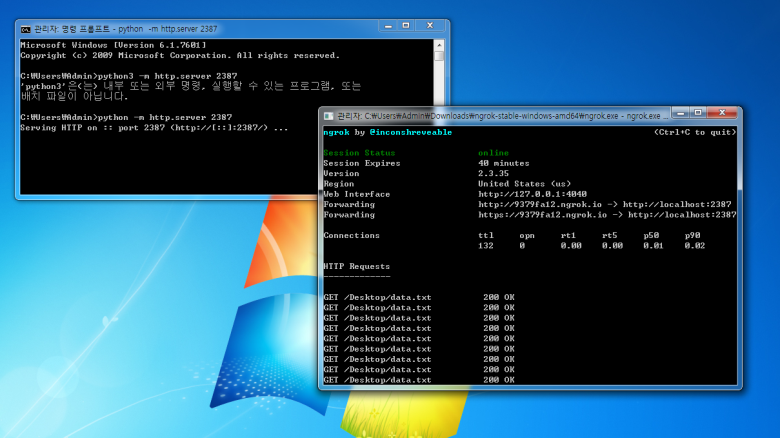 관리자: 명령 프롬프트 - python -m http.server 2387
Microsoft Windows [Version 6.1.7601]
Copyright (c) 2009 Microsoft Corporation. All rights reserved.
C:₩Users₩Admin>python3 -m http.server 2387
'python3'은(는) 내부 또는 외부 명령, 실행할 수 있는 프로그램, 또는
배치 파일이 아닙니다.
C:₩Users₩Admin>python -m http.server 2387
Serving HTTP on :: port 2387 (http://[::]:2387/) ...
관리자: C:₩Users₩Admin₩Downloads₩ngrok-stable-windows-amd64₩ngrok.exe - ngrok.exe ...
ngrok by @inconshreveable (Ctrl+C to quit)
Session Status online
Session Expires 40 minutes
Version 2.3.35
Region United States (us)
Web Interface http://127.0.0.1:4040
Forwarding http://9379fa12.ngrok.io -> http://localhost:2387
Forwarding https://9379fa12.ngrok.io -> http://localhost:2387
Connections ttl opn rt1 rt5 p50 p90
132 0 0.00 0.00 0.01 0.02
HTTP Requests
-------------
GET /Desktop/data.txt 200 OK
GET /Desktop/data.txt 200 OK
GET /Desktop/data.txt 200 OK
GET /Desktop/data.txt 200 OK
GET /Desktop/data.txt 200 OK
GET /Desktop/data.txt 200 OK
GET /Desktop/data.txt 200 OK
GET /Desktop/data.txt 200 OK
GET /Desktop/data.txt 200 OK